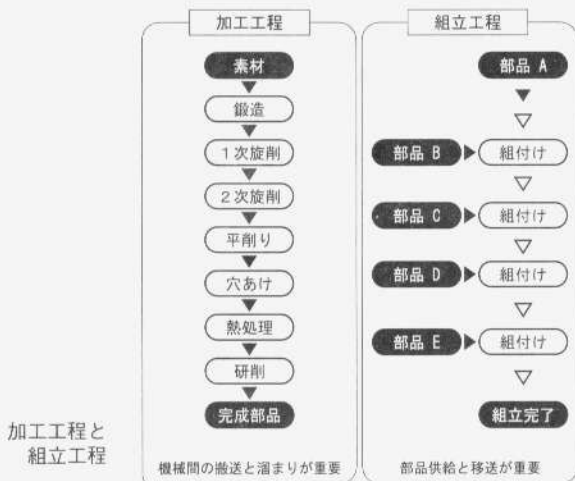 加工工程
素材
鍛造
1次旋削
2次旋削
平削り
穴あけ
熱処理
研削
完成部品
機械間の搬送と溜まりが重要
組立工程
部品 A
部品 B
組付け
部品 C
組付け
部品 D
組付け
部品 E
組付け
組立完了
部品供給と移送が重要
加工工程と
組立工程